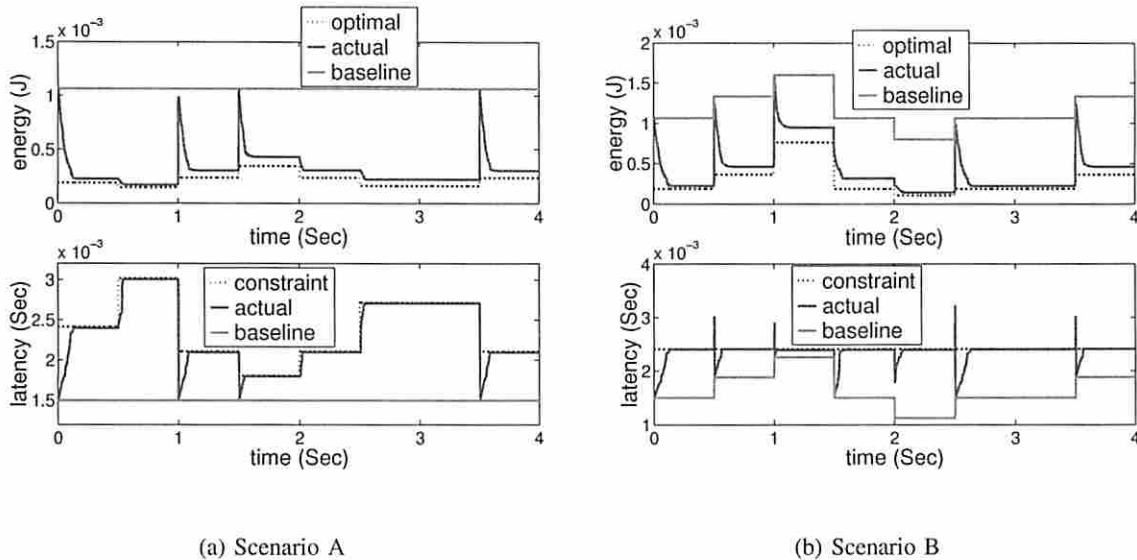 x 10⁻³
1.5
1
0.5
0
energy (J)
optimal
actual
baseline
0 1 2 3 4
time (Sec)
x 10⁻³
3
2.5
2
1.5
latency (Sec)
constraint
actual
baseline
0 1 2 3 4
time (Sec)
(a) Scenario A
x 10⁻³
2
1.5
1
0.5
0
energy (J)
optimal
actual
baseline
0 1 2 3 4
time (Sec)
x 10⁻³
4
3
2
1
latency (Sec)
constraint
actual
baseline
0 1 2 3 4
time (Sec)
(b) Scenario B